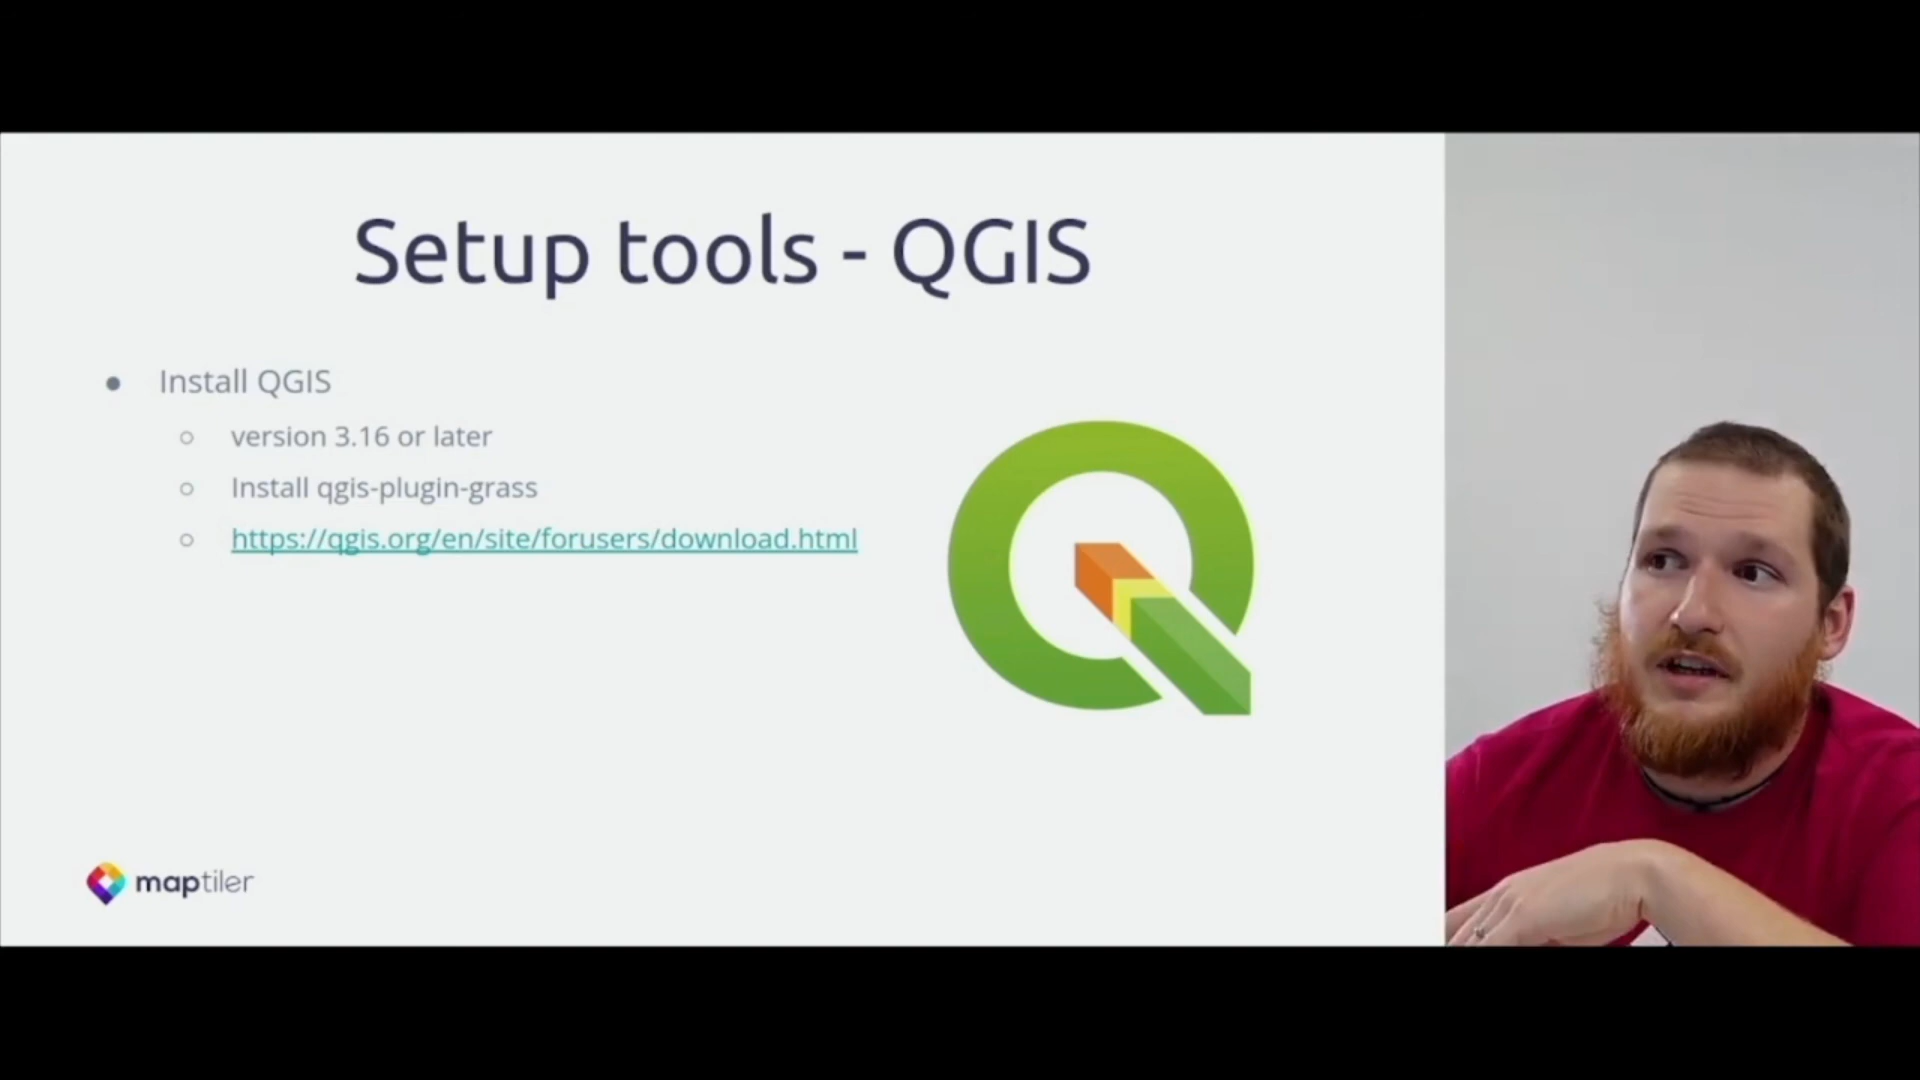 Setup tools - QGIS
Install QGIS
version 3.16 or later
Install qgis-plugin-grass
https://qgis.org/en/site/forusers/download.html
maptiler